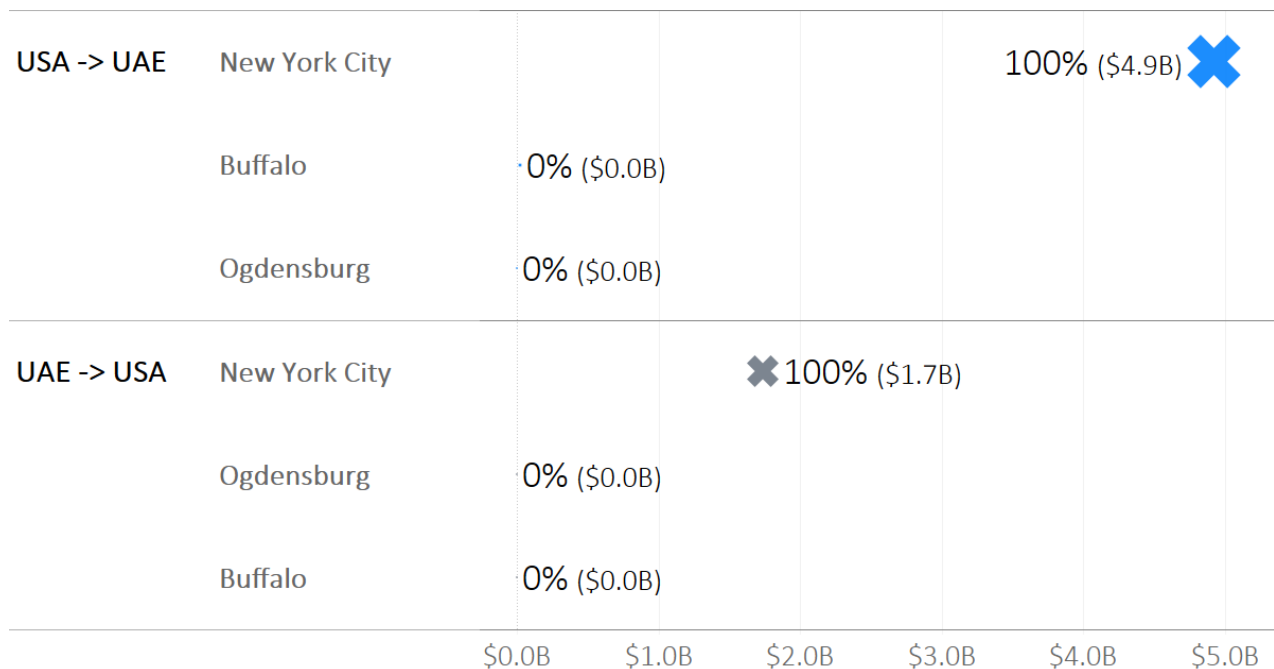 USA -> UAE New York City 100% ($4.9B)
Buffalo 0% ($0.0B)
Ogdensburg 0% ($0.0B)
UAE -> USA New York City 100% ($1.7B)
Ogdensburg 0% ($0.0B)
Buffalo 0% ($0.0B)
$0.0B $1.0B $2.0B $3.0B $4.0B $5.0B